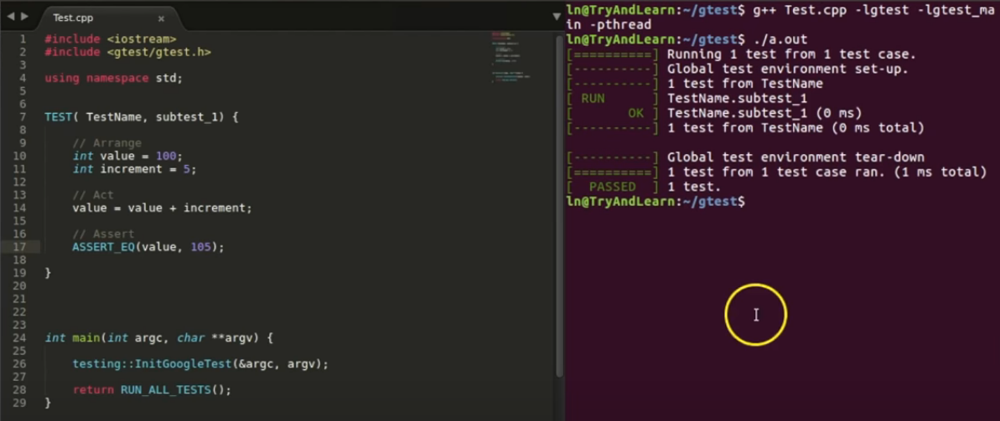 Test.cpp ×
1 #include <iostream>
2 #include <gtest/gtest.h>
3
4 using namespace std;
5
6
7 TEST( TestName, subtest_1) {
8
9 // Arrange
10 int value = 100;
11 int increment = 5;
12
13 // Act
14 value = value + increment;
15
16 // Assert
17 ASSERT_EQ(value, 105);
18
19 }
20
21
22
23
24 int main(int argc, char **argv) {
25
26 testing::InitGoogleTest(&argc, argv);
27
28 return RUN_ALL_TESTS();
29 }
ln@TryAndLearn:~/gtest$ g++ Test.cpp -lgtest -lgtest_ma
in -pthread
ln@TryAndLearn:~/gtest$ ./a.out
[==========] Running 1 test from 1 test case.
[----------] Global test environment set-up.
[----------] 1 test from TestName
[ RUN      ] TestName.subtest_1
[       OK ] TestName.subtest_1 (0 ms)
[----------] 1 test from TestName (0 ms total)
[----------] Global test environment tear-down
[==========] 1 test from 1 test case ran. (1 ms total)
[  PASSED  ] 1 test.
ln@TryAndLearn:~/gtest$